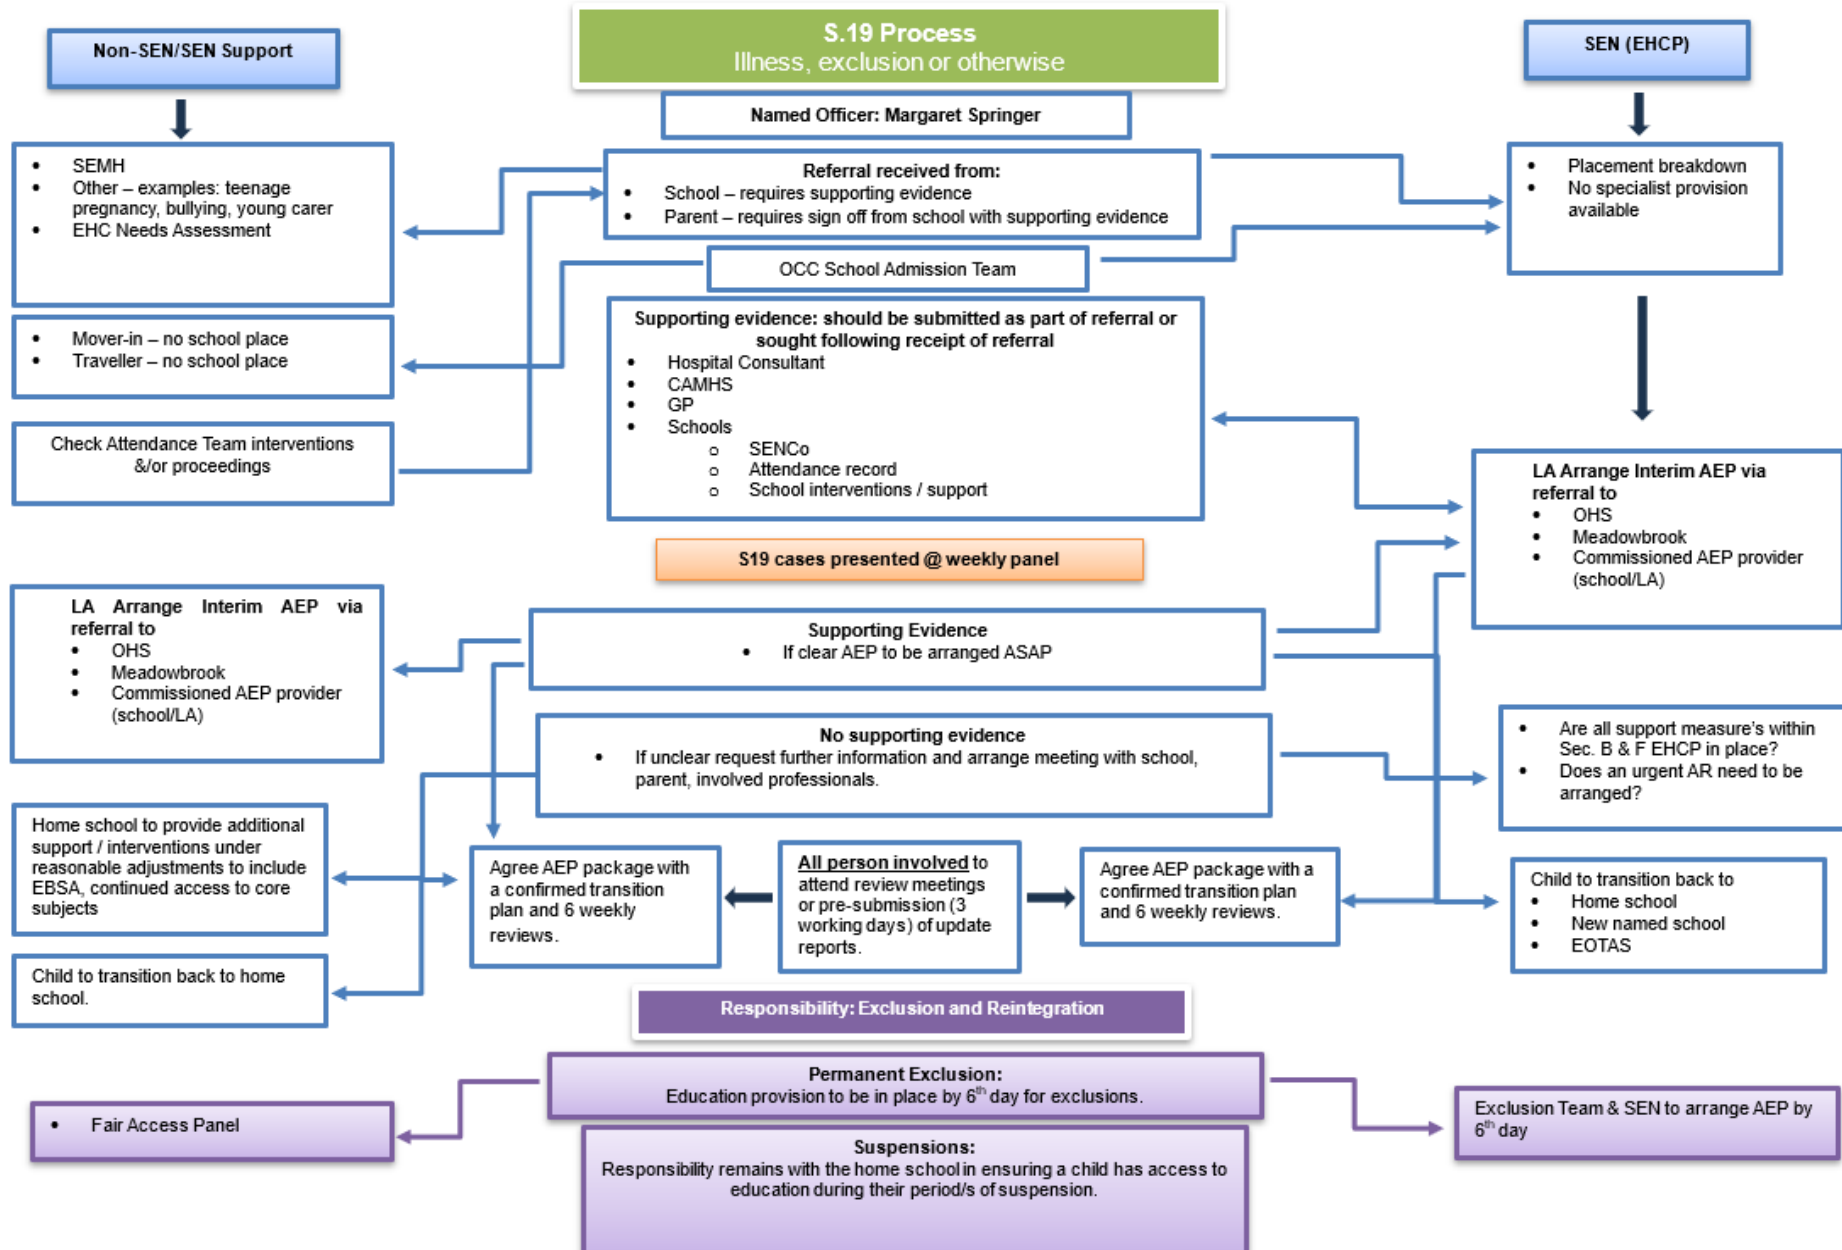 S.19 Process
Illness, exclusion or otherwise
Non-SEN/SEN Support
SEN (EHCP)
Named Officer: Margaret Springer
• SEMH
• Other – examples: teenage
pregnancy, bullying, young carer
• EHC Needs Assessment
Referral received from:
• School – requires supporting evidence
• Parent – requires sign off from school with supporting evidence
• Placement breakdown
• No specialist provision
available
OCC School Admission Team
• Mover-in – no school place
• Traveller – no school place
Supporting evidence: should be submitted as part of referral or
sought following receipt of referral
• Hospital Consultant
• CAMHS
• GP
• Schools
o SENCo
o Attendance record
o School interventions / support
Check Attendance Team interventions
&/or proceedings
LA Arrange Interim AEP via
referral to
• OHS
• Meadowbrook
• Commissioned AEP provider
(school/LA)
S19 cases presented @ weekly panel
LA Arrange Interim AEP via
referral to
• OHS
• Meadowbrook
• Commissioned AEP provider
(school/LA)
Supporting Evidence
• If clear AEP to be arranged ASAP
No supporting evidence
• If unclear request further information and arrange meeting with school,
parent, involved professionals.
• Are all support measure's within
Sec. B & F EHCP in place?
• Does an urgent AR need to be
arranged?
Home school to provide additional
support / interventions under
reasonable adjustments to include
EBSA, continued access to core
subjects
Agree AEP package with
a confirmed transition
plan and 6 weekly
reviews.
All person involved to
attend review meetings
or pre-submission (3
working days) of update
reports.
Agree AEP package with a
confirmed transition plan
and 6 weekly reviews.
Child to transition back to
• Home school
• New named school
• EOTAS
Child to transition back to home
school.
Responsibility: Exclusion and Reintegration
Permanent Exclusion:
Education provision to be in place by 6th day for exclusions.
• Fair Access Panel
Exclusion Team & SEN to arrange AEP by
6th day
Suspensions:
Responsibility remains with the home school in ensuring a child has access to
education during their period/s of suspension.